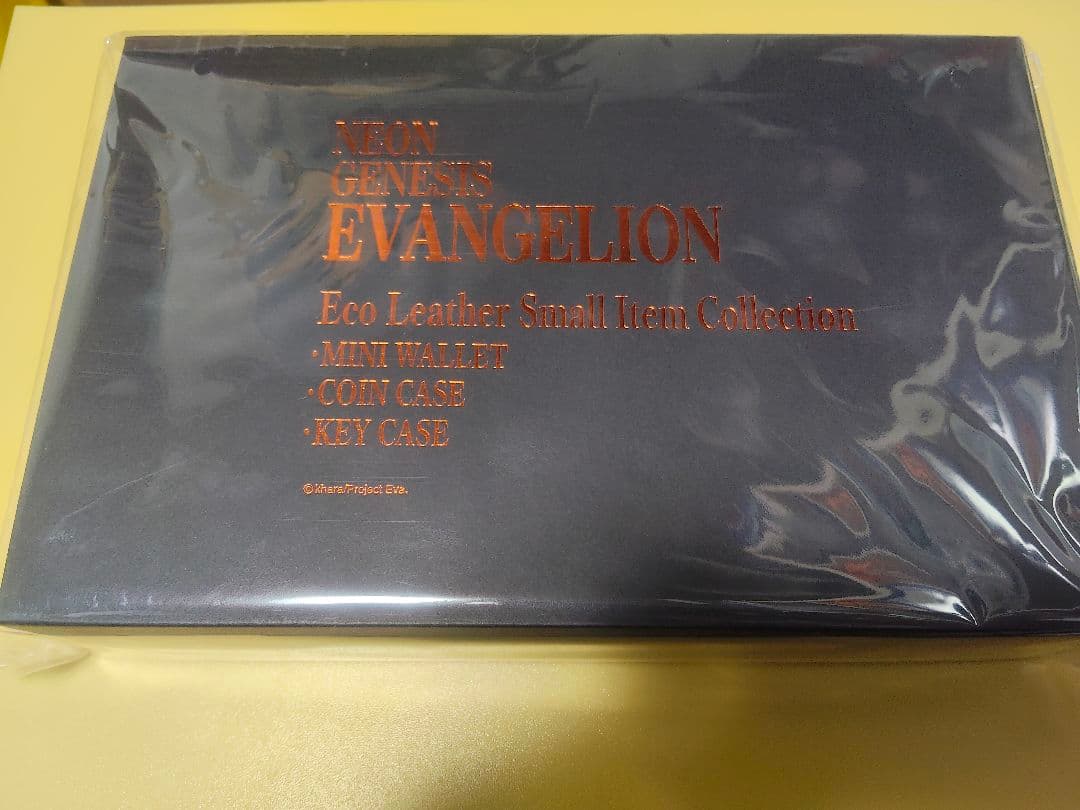 NEON
GENESIS
EVANGELION
Eco Leather Small Item Collection
・MINI WALLET
・COIN CASE
・KEY CASE
©khara/Project Eva.